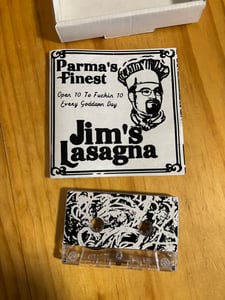 Parma's
Finest
Open 10 To Fuckin 10
Every Goddamn Day
Jim's
Lasagna